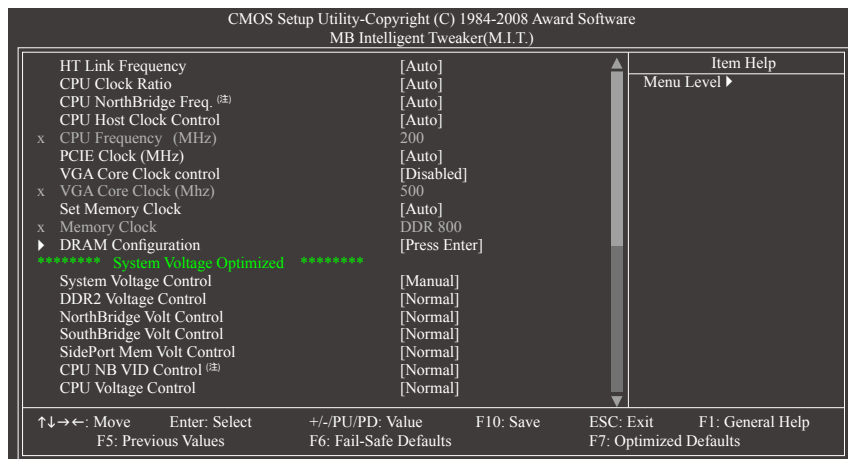 CMOS Setup Utility-Copyright (C) 1984-2008 Award Software
MB Intelligent Tweaker(M.I.T.)
HT Link Frequency [Auto]
CPU Clock Ratio [Auto]
CPU NorthBridge Freq. (注) [Auto]
CPU Host Clock Control [Auto]
x CPU Frequency (MHz) 200
PCIE Clock (MHz) [Auto]
VGA Core Clock control [Disabled]
x VGA Core Clock (Mhz) 500
Set Memory Clock [Auto]
x Memory Clock DDR 800
▶ DRAM Configuration [Press Enter]
******** System Voltage Optimized ********
System Voltage Control [Manual]
DDR2 Voltage Control [Normal]
NorthBridge Volt Control [Normal]
SouthBridge Volt Control [Normal]
SidePort Mem Volt Control [Normal]
CPU NB VID Control (注) [Normal]
CPU Voltage Control [Normal]
Item Help
Menu Level ▶
↑↓→←: Move Enter: Select +/-/PU/PD: Value F10: Save ESC: Exit F1: General Help
F5: Previous Values F6: Fail-Safe Defaults F7: Optimized Defaults